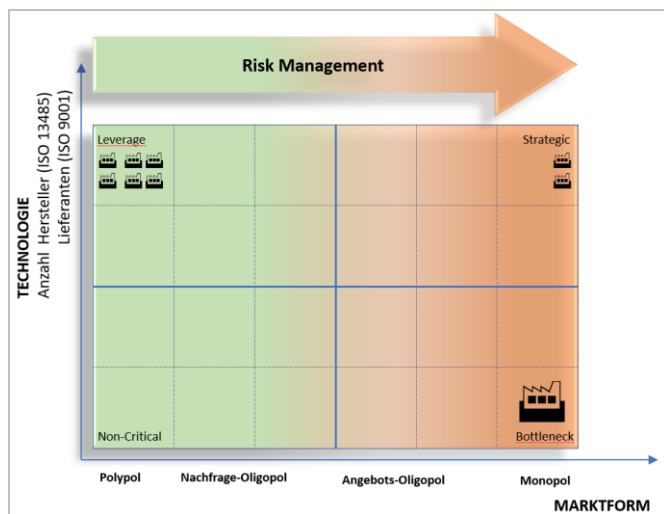 Risk Management
TECHNOLOGIE
Anzahl Hersteller (ISO 13485)
Lieferanten (ISO 9001)
Leverage
Strategic
Non-Critical
Bottleneck
Polypol
Nachfrage-Oligopol
Angebots-Oligopol
Monopol
MARKTFORM